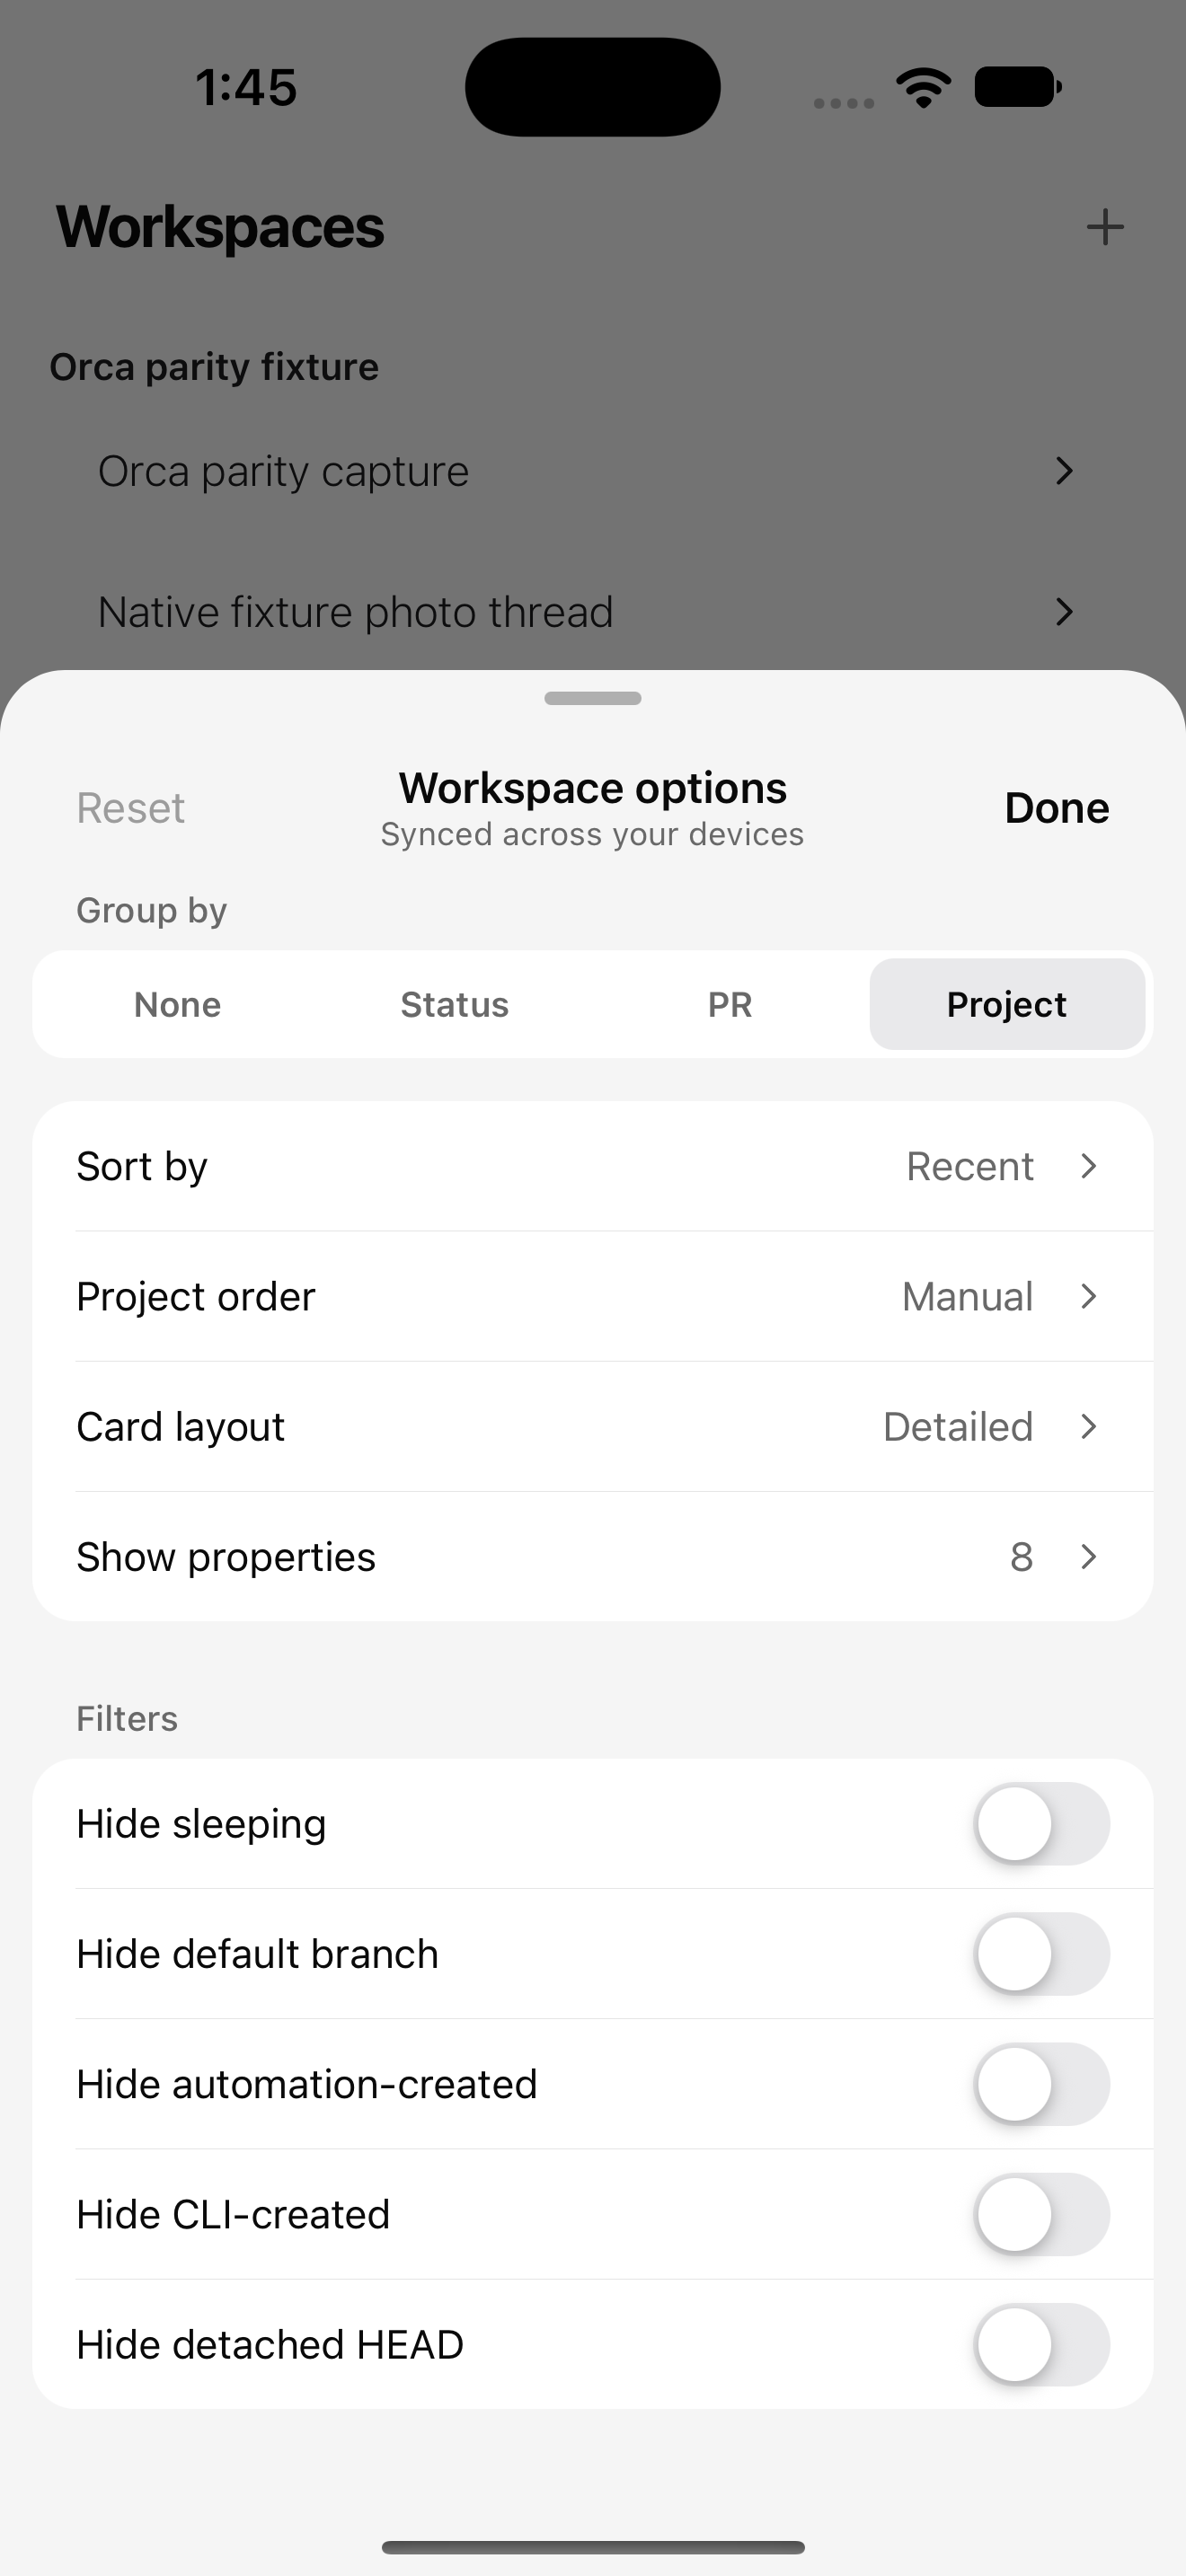 1:45
Workspaces
Orca parity fixture
Orca parity capture
Native fixture photo thread
Reset
Workspace options
Done
Synced across your devices
Group by
None Status PR Project
Sort by Recent
Project order Manual
Card layout Detailed
Show properties 8
Filters
Hide sleeping
Hide default branch
Hide automation-created
Hide CLI-created
Hide detached HEAD